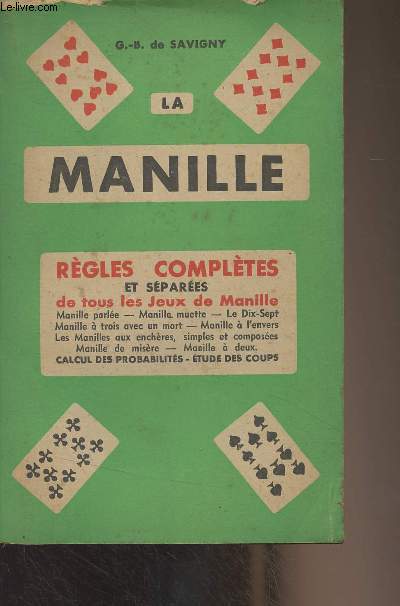 Le-livre.com
G.-B. de SAVIGNY
LA
MANILLE
RÈGLES COMPLÈTES
ET SÉPARÉES
de tous les Jeux de Manille
Manille parlée — Manille muette — Le Dix-Sept
Manille à trois avec un mort — Manille à l'envers
Les Manilles aux enchères, simples et composées
Manille de misère — Manille à deux.
CALCUL DES PROBABILITÉS - ÉTUDE DES COUPS